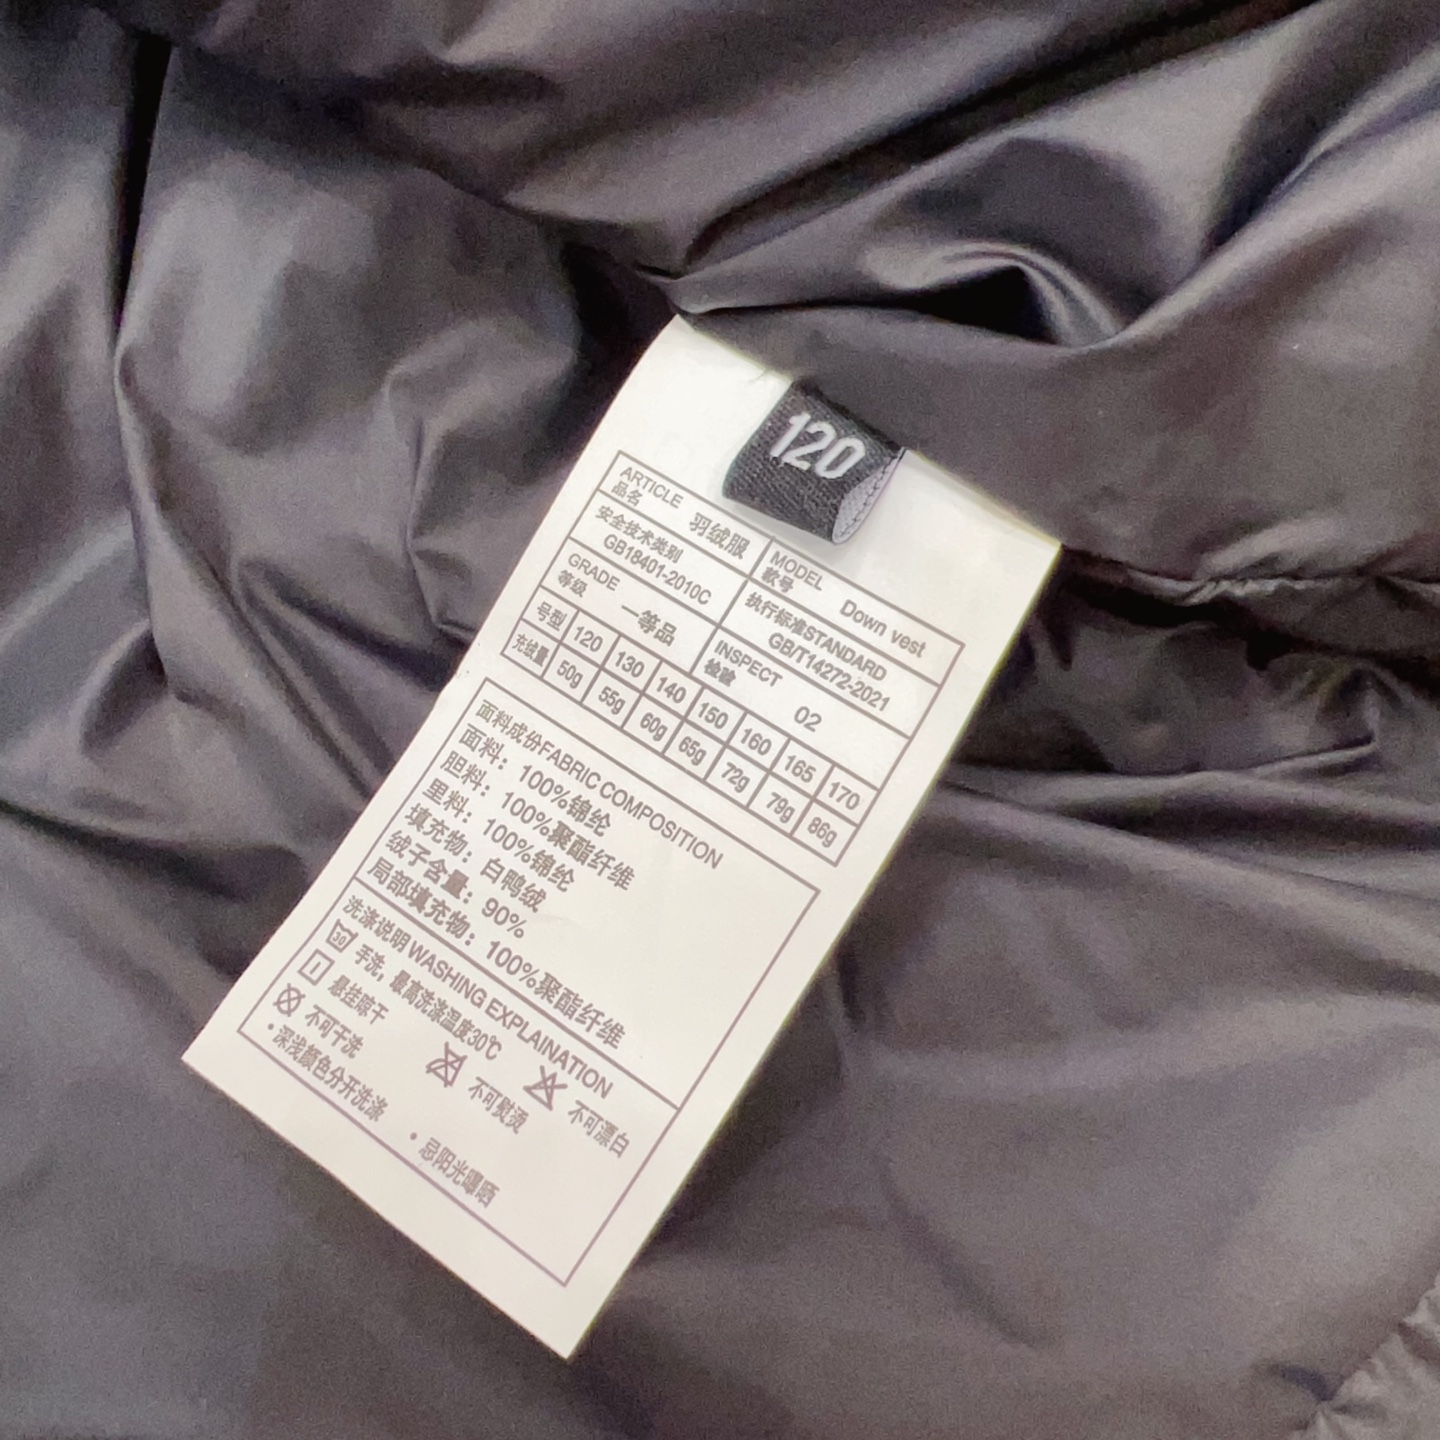 120
ARTICLE
品名 羽绒服
MODEL
款号 Down vest
安全技术类别
GB18401-2010C
执行标准STANDARD
GB/T14272-2021
GRADE
等级 一等品
INSPECT
检验 02
号型 120 130 140 150 160 165 170
充绒量 50g 55g 60g 65g 72g 79g 86g
面料成份FABRIC COMPOSITION
面料：100%锦纶
胆料：100%聚酯纤维
里料：100%锦纶
填充物：白鸭绒
绒子含量：90%
局部填充物：100%聚酯纤维
洗涤说明WASHING EXPLAINATION
30 手洗，最高洗涤温度30℃
悬挂晾干 不可熨烫 不可漂白
不可干洗
·深浅颜色分开洗涤 ·忌阳光曝晒